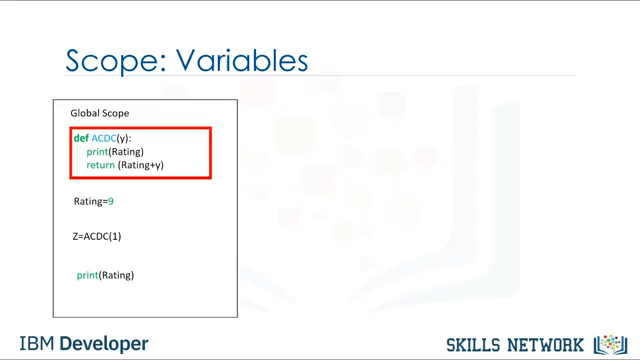 Scope: Variables
Global Scope
def ACDC(y):
print(Rating)
return (Rating+y)
Rating=9
Z=ACDC(1)
print(Rating)
IBM Developer
SKILLS NETWORK